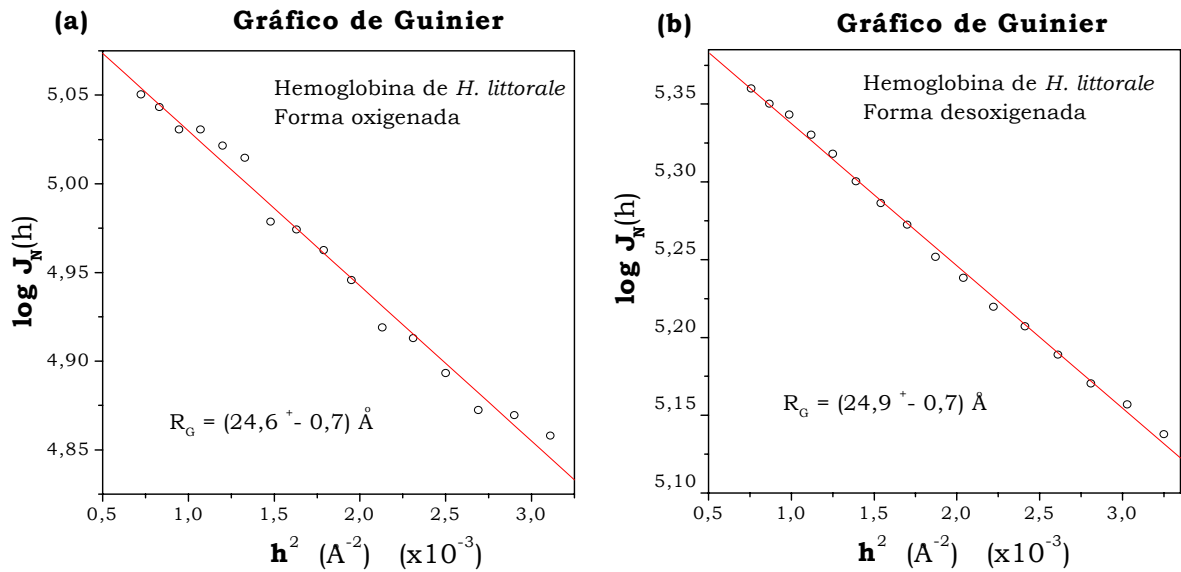 (a) Gráfico de Guinier
Hemoglobina de H. littorale
Forma oxigenada
log J_N(h)
5,05
5,00
4,95
4,90
4,85
R_G = (24,6 +- 0,7) Å
0,5 1,0 1,5 2,0 2,5 3,0
h² (A⁻²) (x10⁻³)
(b) Gráfico de Guinier
Hemoglobina de H. littorale
Forma desoxigenada
log J_N(h)
5,35
5,30
5,25
5,20
5,15
5,10
R_G = (24,9 +- 0,7) Å
0,5 1,0 1,5 2,0 2,5 3,0
h² (A⁻²) (x10⁻³)